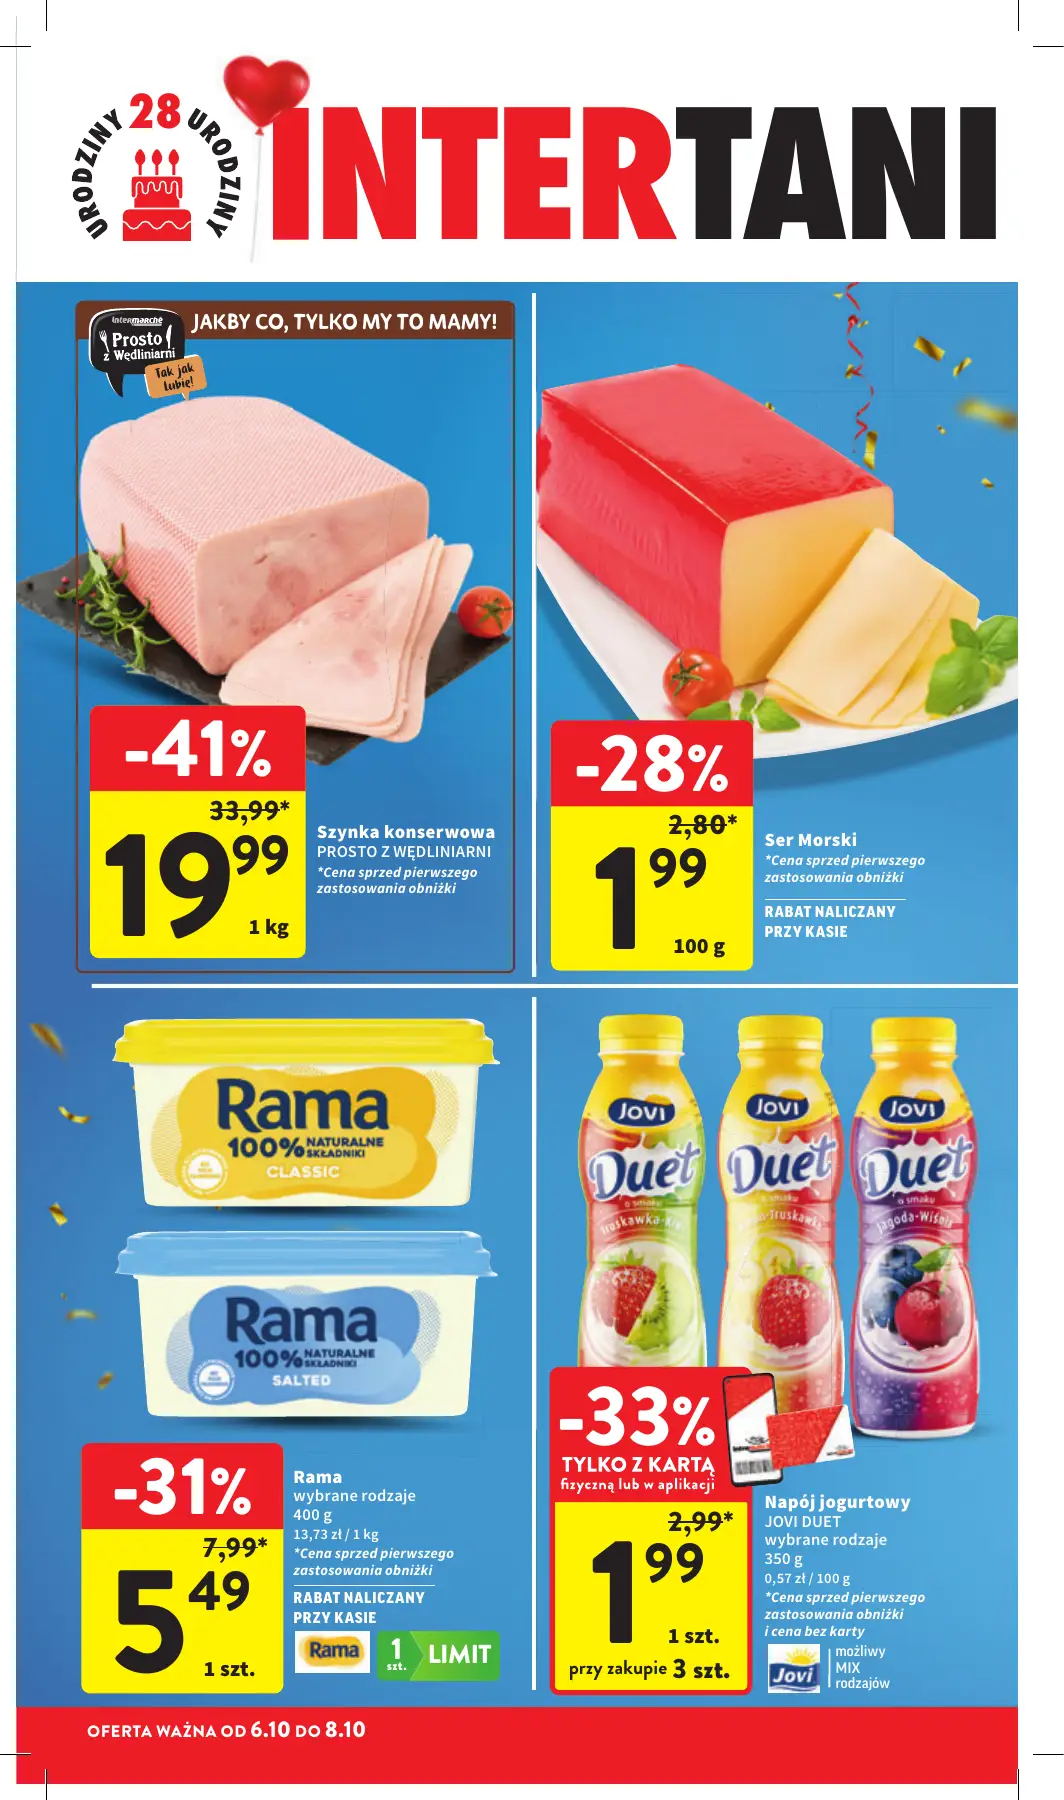 URODZINY 28 URODZINY
INTERTANI
Intermarché
Prosto
z Wędliniarni
Tak jak
lubię!
JAKBY CO, TYLKO MY TO MAMY!
-41%
33,99*
19 99
1 kg
Szynka konserwowa
PROSTO Z WĘDLINIARNI
*Cena sprzed pierwszego
zastosowania obniżki
-28%
2,80*
1 99
100 g
Ser Morski
*Cena sprzed pierwszego
zastosowania obniżki
RABAT NALICZANY
PRZY KASIE
Rama
100% NATURALNE
SKŁADNIKI
CLASSIC
Rama
100% NATURALNE
SKŁADNIKI
SALTED
-31%
7,99*
5 49
1 szt.
Rama
wybrane rodzaje
400 g
13,73 zł / 1 kg
*Cena sprzed pierwszego
zastosowania obniżki
RABAT NALICZANY
PRZY KASIE
Rama
1
szt.
LIMIT
JOVI
Duet
o smaku
JOVI
Duet
o smaku
JOVI
Duet
o smaku
Jagoda-Wiśnia
-33%
TYLKO Z KARTĄ
fizyczną lub w aplikacji
2,99*
1 99
1 szt.
przy zakupie 3 szt.
Napój jogurtowy
JOVI DUET
wybrane rodzaje
350 g
0,57 zł / 100 g
*Cena sprzed pierwszego
zastosowania obniżki
i cena bez karty
Jovi
możliwy
MIX
rodzajów
OFERTA WAŻNA OD 6.10 DO 8.10